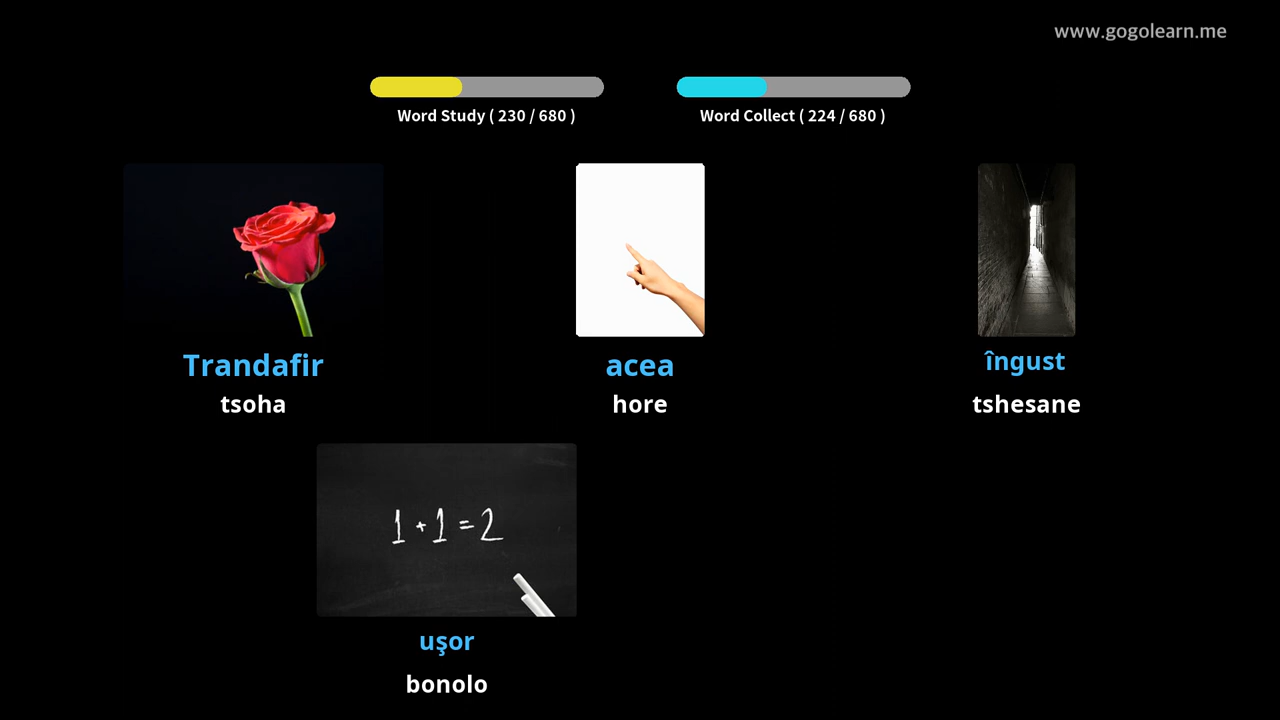 www.gogolearn.me
Word Study ( 230 / 680 )
Word Collect ( 224 / 680 )
Trandafir
tsoha
acea
hore
îngust
tshesane
1+1=2
uşor
bonolo